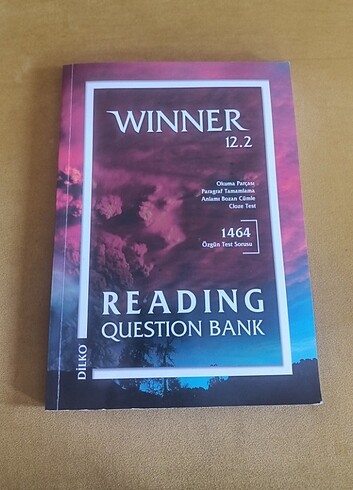 WINNER
12.2
Okuma Parçası
Paragraf Tamamlama
Anlamı Bozan Cümle
Cloze Test
1464
Özgün Test Sorusu
READING
QUESTION BANK
DİLKO